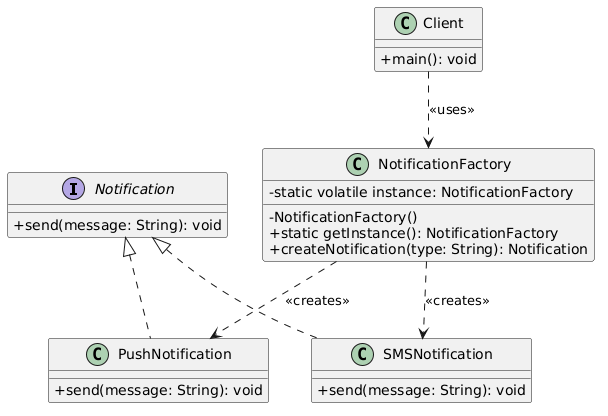 C Client
+main(): void
«uses»
C NotificationFactory
-static volatile instance: NotificationFactory
-NotificationFactory()
+static getInstance(): NotificationFactory
+createNotification(type: String): Notification
I Notification
+send(message: String): void
«creates»
«creates»
C PushNotification
+send(message: String): void
C SMSNotification
+send(message: String): void